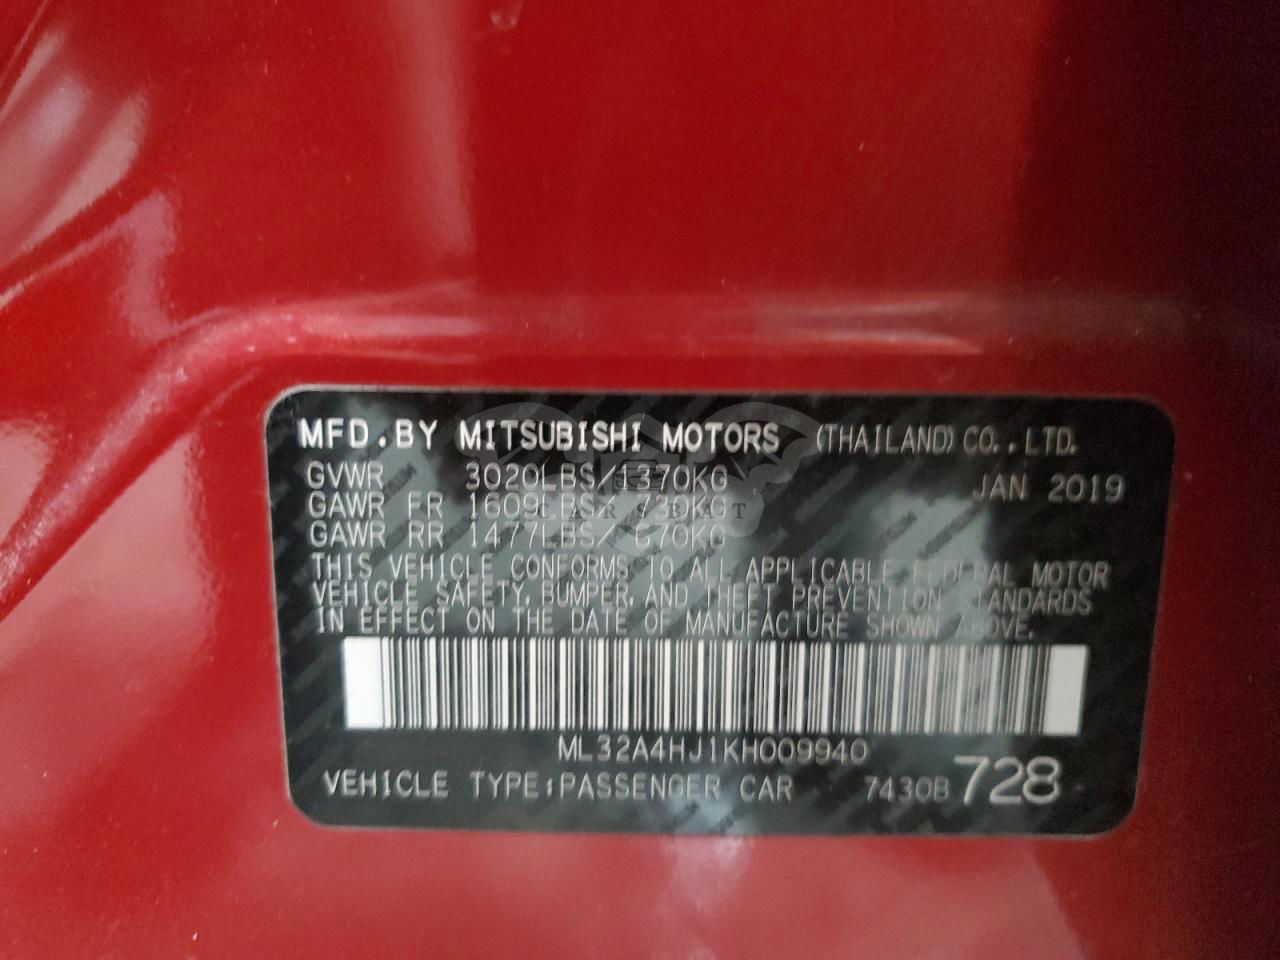 MFD.BY MITSUBISHI MOTORS (THAILAND) CO.,LTD.
GVWR 3020LBS/1370KG JAN 2019
GAWR FR 1609LBS/730KG
GAWR RR 1477LBS/670KG
CARSBAT
THIS VEHICLE CONFORMS TO ALL APPLICABLE FEDERAL MOTOR
VEHICLE SAFETY, BUMPER, AND THEFT PREVENTION STANDARDS
IN EFFECT ON THE DATE OF MANUFACTURE SHOWN ABOVE.
ML32A4HJ1KH009940
VEHICLE TYPE:PASSENGER CAR 7430B 728